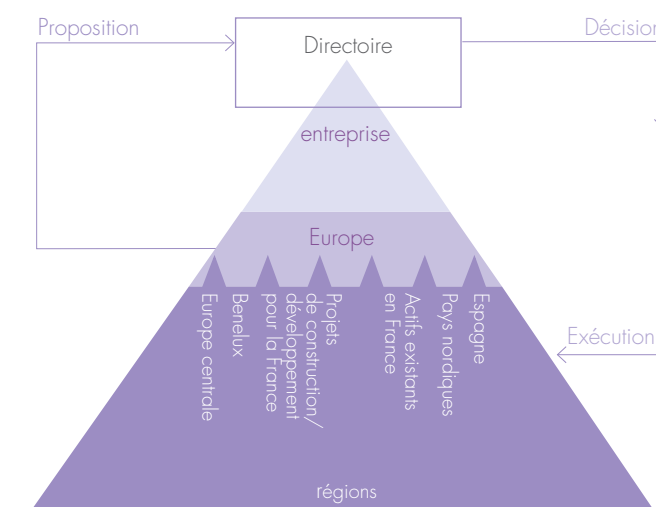 Proposition
Directoire
Décision
entreprise
Europe
Europe centrale
Benelux
Projets
de construction/
développement
pour la France
Actifs existants
en France
Pays nordiques
Espagne
Exécution
régions